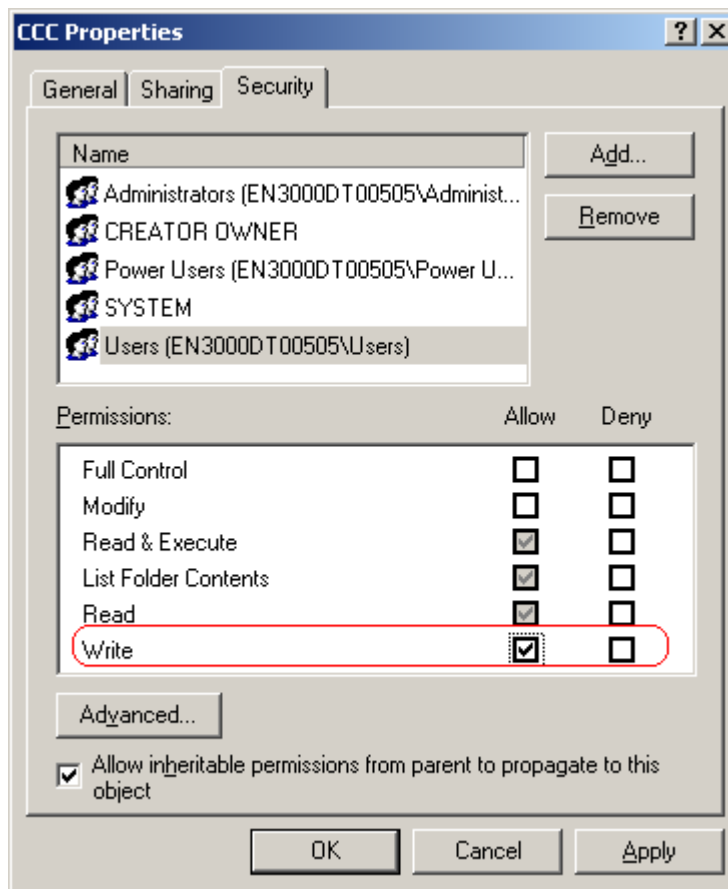 CCC Properties
General Sharing Security
Name
Add...
Administrators (EN3000DT00505\Administ...
CREATOR OWNER
Remove
Power Users (EN3000DT00505\Power U...
SYSTEM
Users (EN3000DT00505\Users)
Permissions: Allow Deny
Full Control
Modify
Read & Execute
List Folder Contents
Read
Write
Advanced...
Allow inheritable permissions from parent to propagate to this
object
OK Cancel Apply